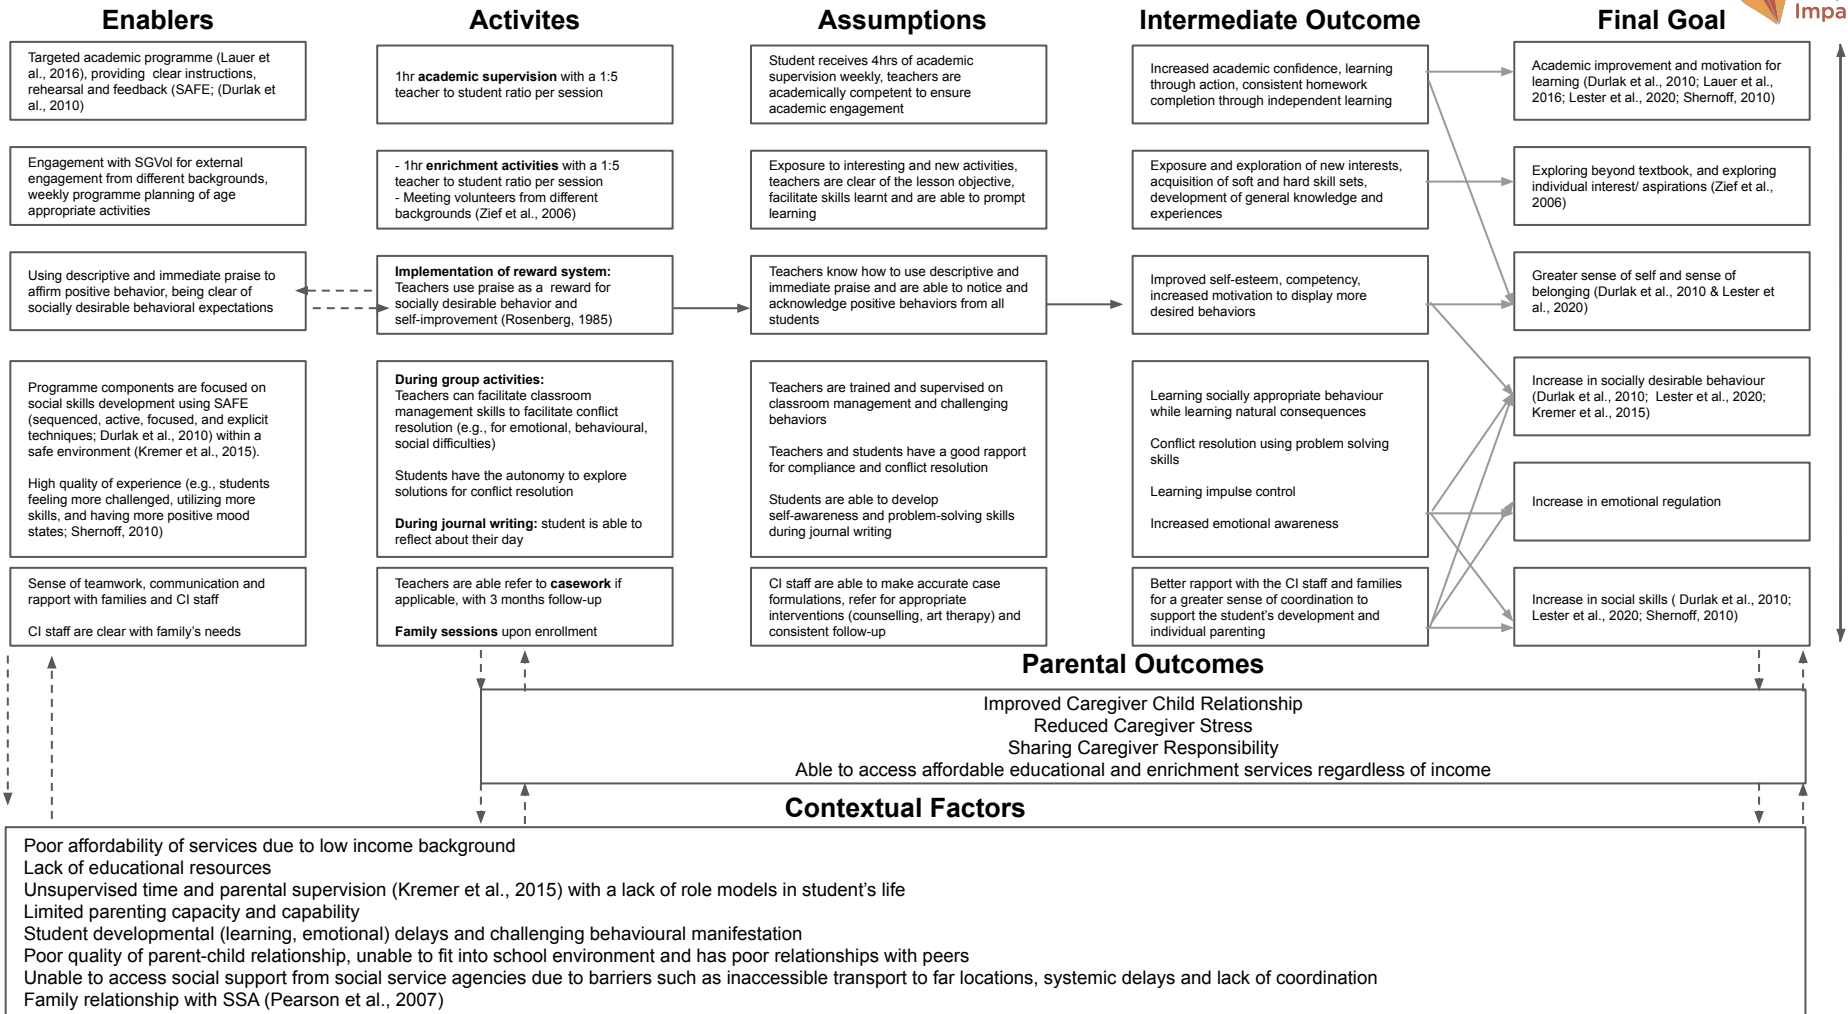 Impa
Enablers
Activites
Assumptions
Intermediate Outcome
Final Goal
Targeted academic programme (Lauer et
al., 2016), providing clear instructions,
rehearsal and feedback (SAFE; (Durlak et
al., 2010)
1hr academic supervision with a 1:5
teacher to student ratio per session
Student receives 4hrs of academic
supervision weekly, teachers are
academically competent to ensure
academic engagement
Increased academic confidence, learning
through action, consistent homework
completion through independent learning
Academic improvement and motivation for
learning (Durlak et al., 2010; Lauer et al.,
2016; Lester et al., 2020; Shernoff, 2010)
Engagement with SGVol for external
engagement from different backgrounds,
weekly programme planning of age
appropriate activities
- 1hr enrichment activities with a 1:5
teacher to student ratio per session
- Meeting volunteers from different
backgrounds (Zief et al., 2006)
Exposure to interesting and new activities,
teachers are clear of the lesson objective,
facilitate skills learnt and are able to prompt
learning
Exposure and exploration of new interests,
acquisition of soft and hard skill sets,
development of general knowledge and
experiences
Exploring beyond textbook, and exploring
individual interest/ aspirations (Zief et al.,
2006)
Using descriptive and immediate praise to
affirm positive behavior, being clear of
socially desirable behavioral expectations
Implementation of reward system:
Teachers use praise as a reward for
socially desirable behavior and
self-improvement (Rosenberg, 1985)
Teachers know how to use descriptive and
immediate praise and are able to notice and
acknowledge positive behaviors from all
students
Improved self-esteem, competency,
increased motivation to display more
desired behaviors
Greater sense of self and sense of
belonging (Durlak et al., 2010 & Lester et
al., 2020)
Programme components are focused on
social skills development using SAFE
(sequenced, active, focused, and explicit
techniques; Durlak et al., 2010) within a
safe environment (Kremer et al., 2015).
High quality of experience (e.g., students
feeling more challenged, utilizing more
skills, and having more positive mood
states; Shernoff, 2010)
During group activities:
Teachers can facilitate classroom
management skills to facilitate conflict
resolution (e.g., for emotional, behavioural,
social difficulties)
Students have the autonomy to explore
solutions for conflict resolution
During journal writing: student is able to
reflect about their day
Teachers are trained and supervised on
classroom management and challenging
behaviors
Teachers and students have a good rapport
for compliance and conflict resolution
Students are able to develop
self-awareness and problem-solving skills
during journal writing
Learning socially appropriate behaviour
while learning natural consequences
Conflict resolution using problem solving
skills
Learning impulse control
Increased emotional awareness
Increase in socially desirable behaviour
(Durlak et al., 2010; Lester et al., 2020;
Kremer et al., 2015)
Increase in emotional regulation
Sense of teamwork, communication and
rapport with families and CI staff
CI staff are clear with family's needs
Teachers are able refer to casework if
applicable, with 3 months follow-up
Family sessions upon enrollment
CI staff are able to make accurate case
formulations, refer for appropriate
interventions (counselling, art therapy) and
consistent follow-up
Better rapport with the CI staff and families
for a greater sense of coordination to
support the student's development and
individual parenting
Increase in social skills ( Durlak et al., 2010;
Lester et al., 2020; Shernoff, 2010)
Parental Outcomes
Improved Caregiver Child Relationship
Reduced Caregiver Stress
Sharing Caregiver Responsibility
Able to access affordable educational and enrichment services regardless of income
Contextual Factors
Poor affordability of services due to low income background
Lack of educational resources
Unsupervised time and parental supervision (Kremer et al., 2015) with a lack of role models in student's life
Limited parenting capacity and capability
Student developmental (learning, emotional) delays and challenging behavioural manifestation
Poor quality of parent-child relationship, unable to fit into school environment and has poor relationships with peers
Unable to access social support from social service agencies due to barriers such as inaccessible transport to far locations, systemic delays and lack of coordination
Family relationship with SSA (Pearson et al., 2007)